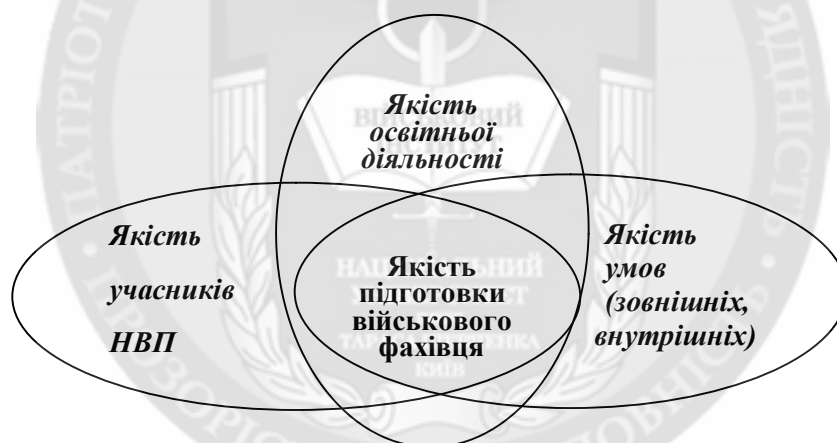 Якість
освітньої
діяльності
Якість
учасників
НВП
Якість
підготовки
військового
фахівця
Якість
умов
(зовнішніх,
внутрішніх)